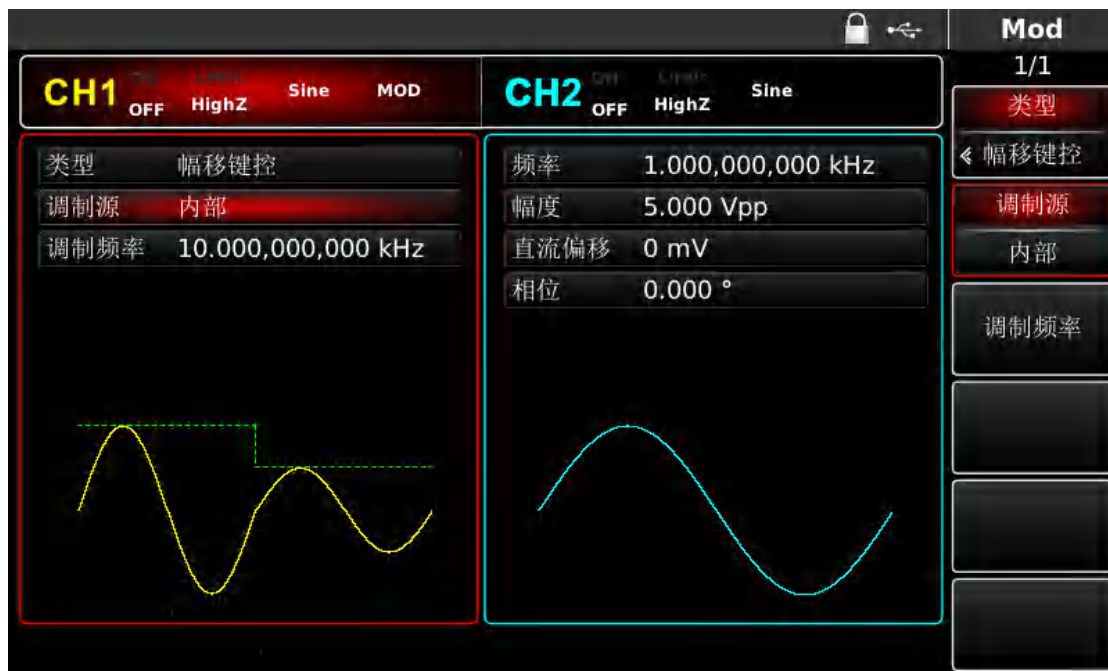 Mod
1/1
CH1 OFF HighZ Sine MOD
CH2 OFF HighZ Sine
类型 幅移键控
调制源 内部
调制频率 10.000,000,000 kHz
频率 1.000,000,000 kHz
幅度 5.000 Vpp
直流偏移 0 mV
相位 0.000 °
类型
幅移键控
调制源
内部
调制频率